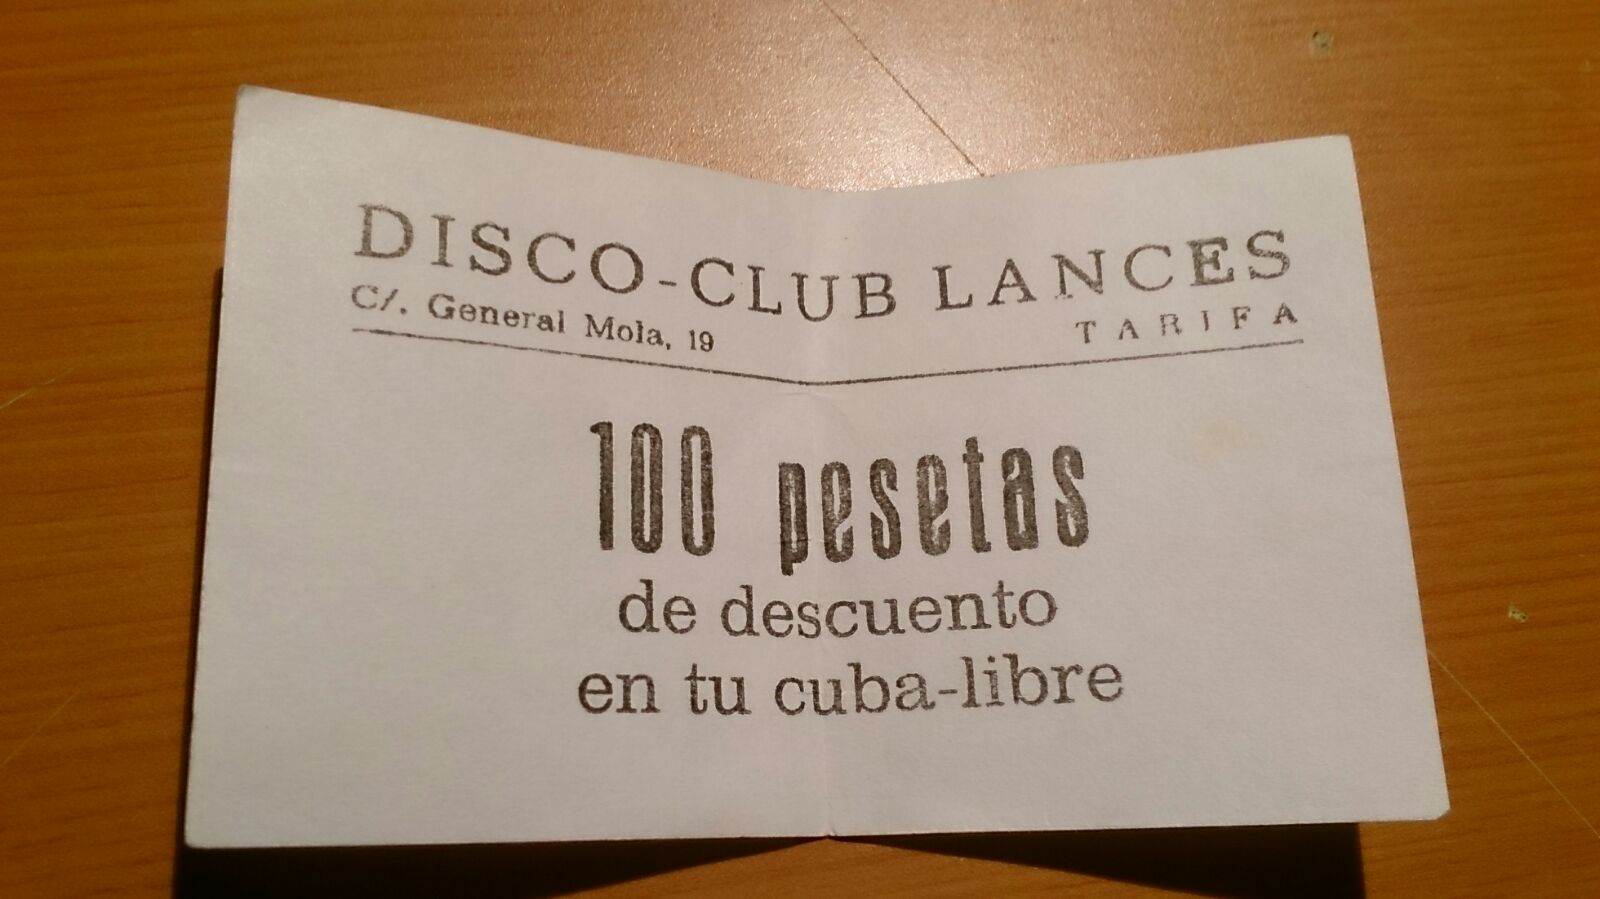 DISCO-CLUB LANCES
C/. General Mola, 19
TARIFA
100 pesetas
de descuento
en tu cuba-libre